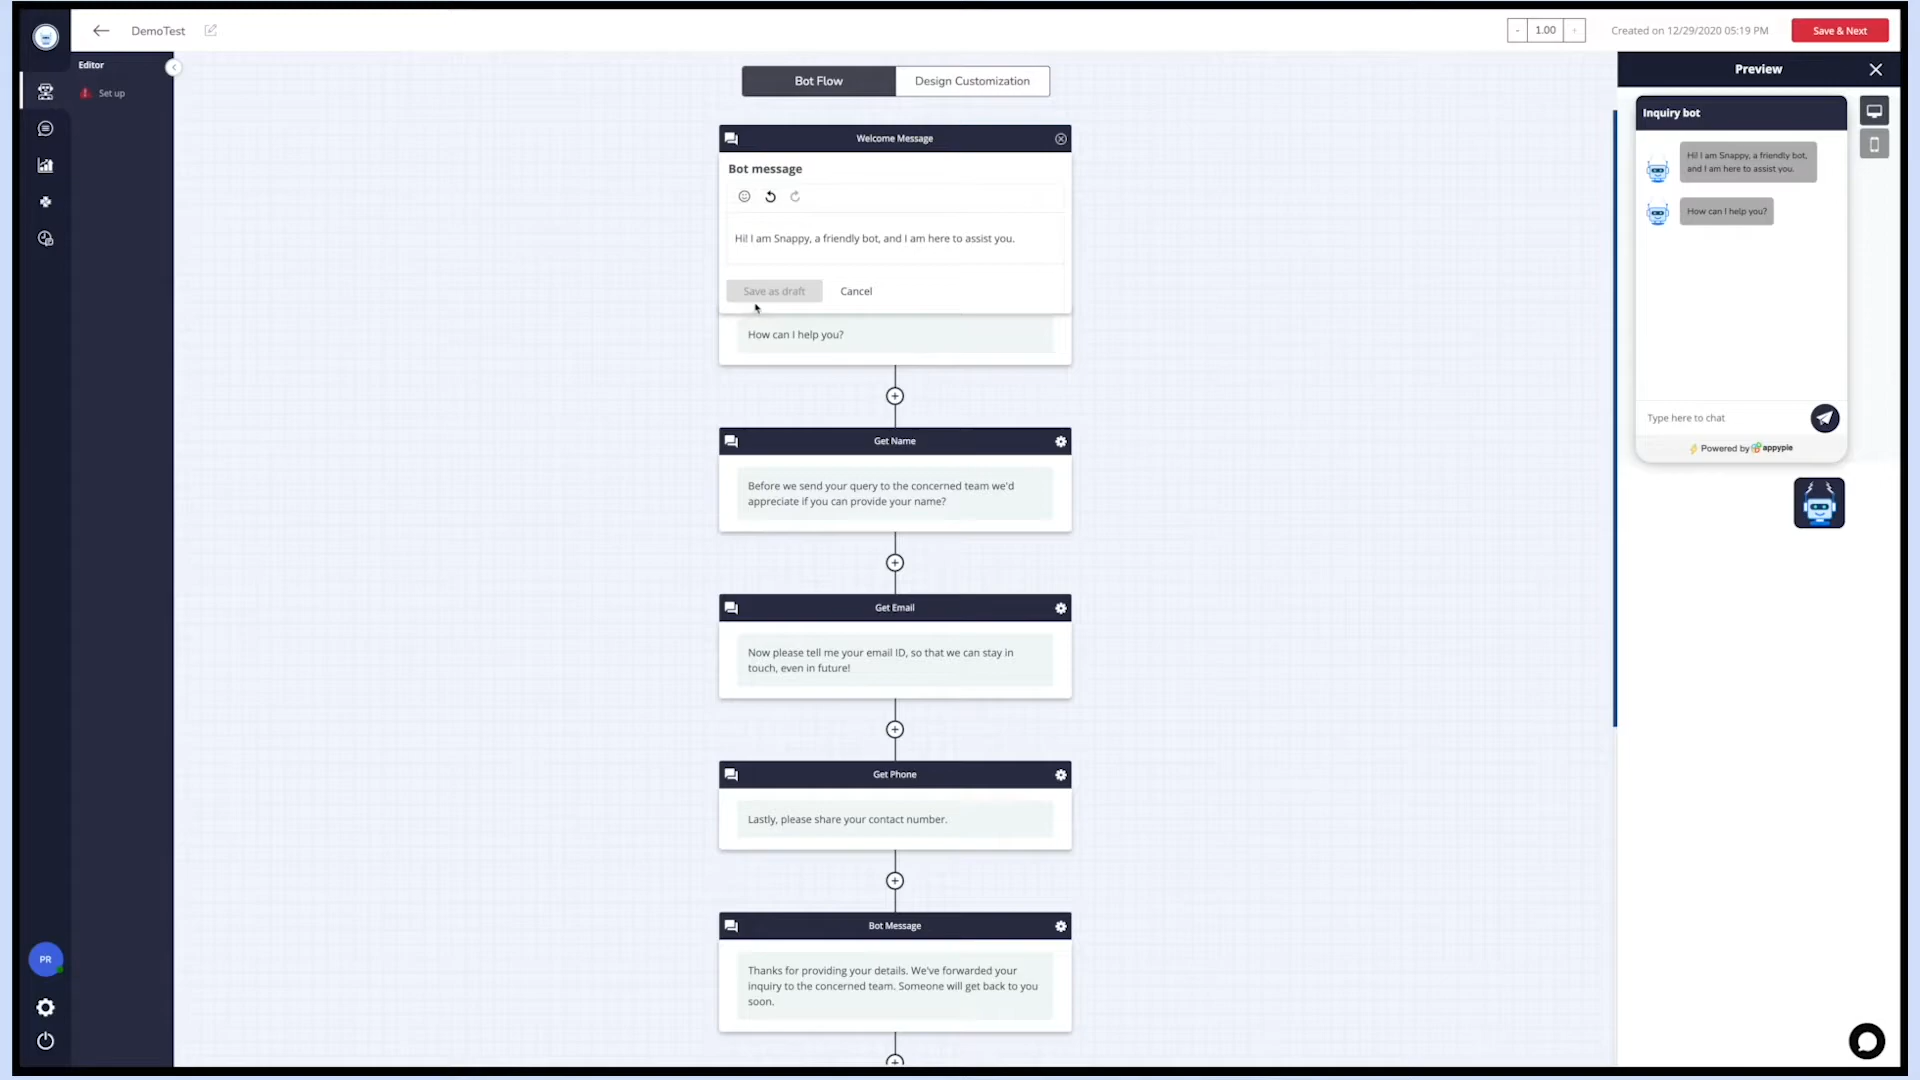 DemoTest
- 1.00 +
Created on 12/29/2020 05:19 PM
Save & Next
Editor
Set up
Bot Flow
Design Customization
Welcome Message
Bot message
Hi! I am Snappy, a friendly bot, and I am here to assist you.
Save as draft
Cancel
How can I help you?
Get Name
Before we send your query to the concerned team we'd
appreciate if you can provide your name?
Get Email
Now please tell me your email ID, so that we can stay in
touch, even in future!
Get Phone
Lastly, please share your contact number.
Bot Message
Thanks for providing your details. We've forwarded your
inquiry to the concerned team. Someone will get back to you
soon.
Preview
Inquiry bot
Hi! I am Snappy, a friendly bot,
and I am here to assist you.
How can I help you?
Type here to chat
Powered by appypie
PR